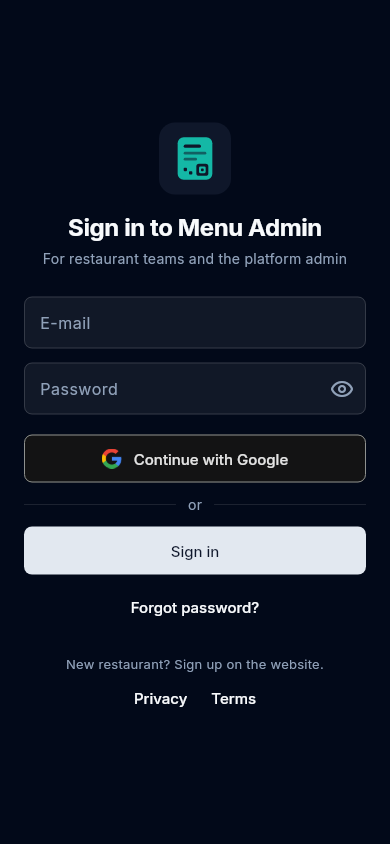 Sign in to Menu Admin
For restaurant teams and the platform admin
E-mail
Password
Continue with Google
or
Sign in
Forgot password?
New restaurant? Sign up on the website.
Privacy Terms